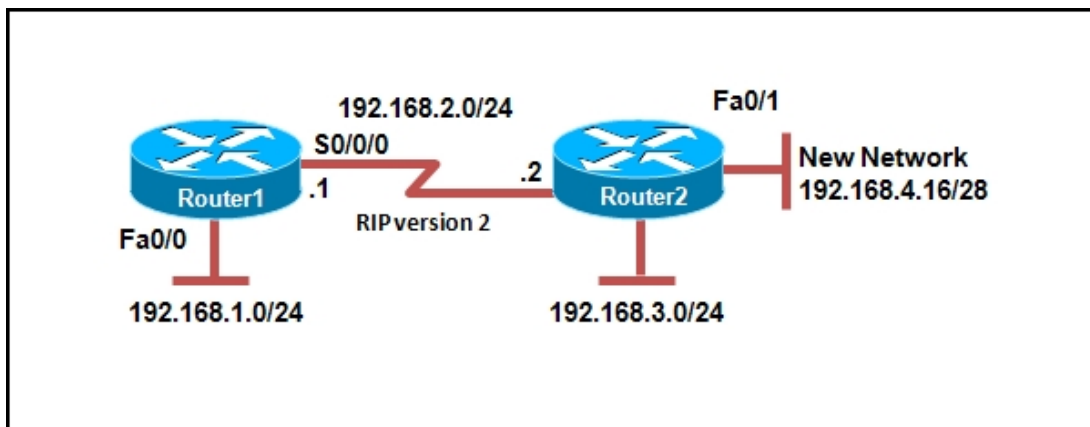 192.168.2.0/24
Fa0/1
S0/0/0
.1
.2
Router1
Router2
New Network
192.168.4.16/28
RIP version 2
Fa0/0
192.168.1.0/24
192.168.3.0/24